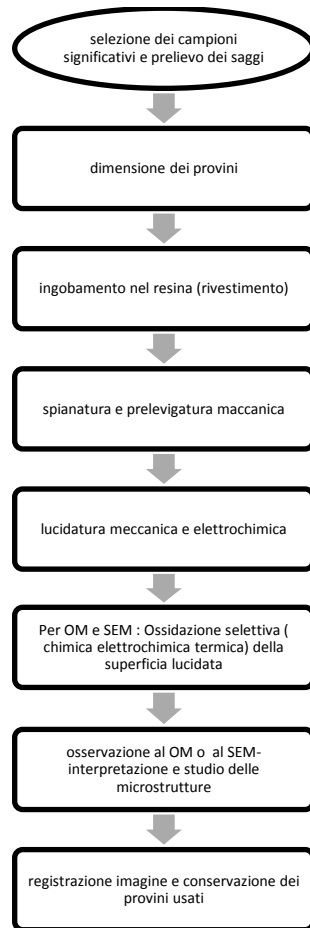 selezione dei campioni
significativi e prelievo dei saggi
dimensione dei provini
ingobamento nel resina (rivestimento)
spianatura e prelevigatura maccanica
lucidatura meccanica e elettrochimica
Per OM e SEM : Ossidazione selettiva (
chimica elettrochimica termica) della
superficia lucidata
osservazione al OM o  al SEM-
interpretazione e studio delle
microstrutture
registrazione imagine e conservazione dei
provini usati